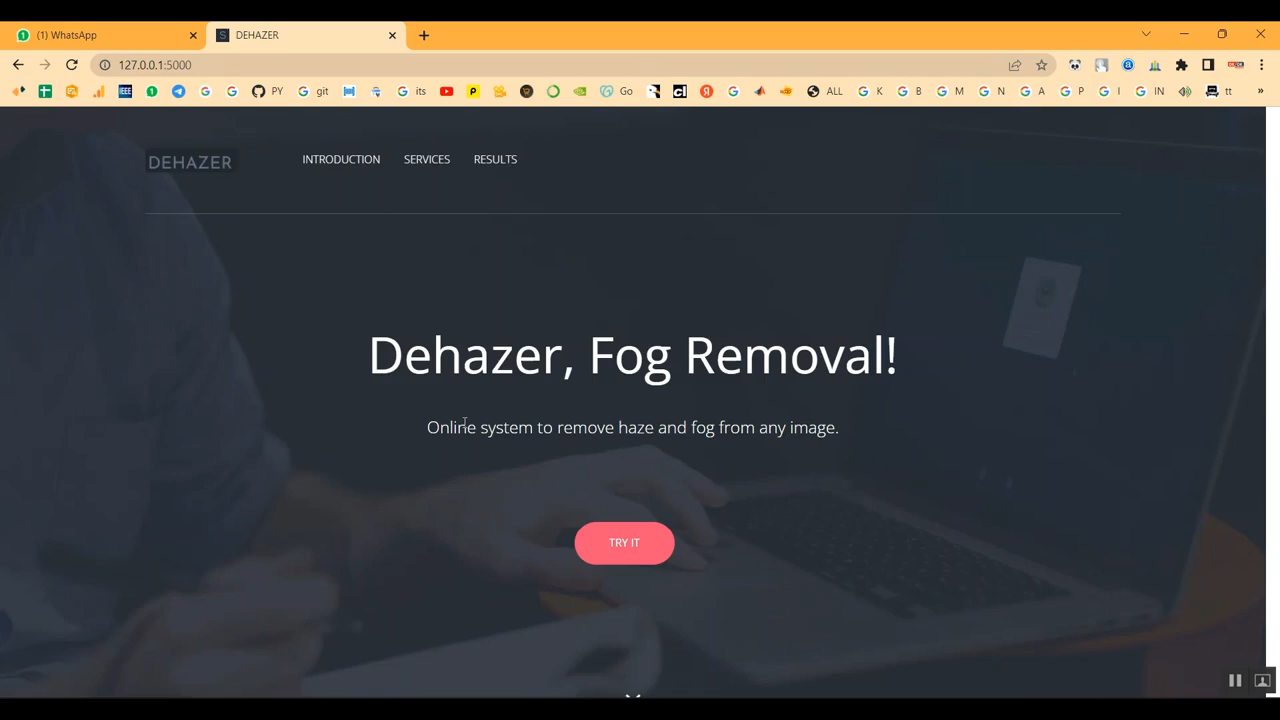 (1) WhatsApp
DEHAZER
127.0.0.1:5000
PY git its Go ALL K B M N A P I IN tt »
DEHAZER INTRODUCTION SERVICES RESULTS
Dehazer, Fog Removal!
Online system to remove haze and fog from any image.
TRY IT